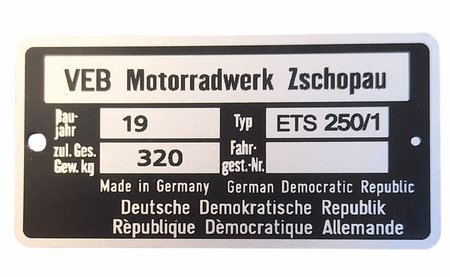 VEB Motorradwerk Zschopau
Bau-
jahr 19 Typ ETS 250/1
zul. Ges.
Gew. kg 320 Fahr-
gest.-Nr.
Made in Germany German Democratic Republic
Deutsche Demokratische Republik
Rèpublique Dèmocratique Allemande